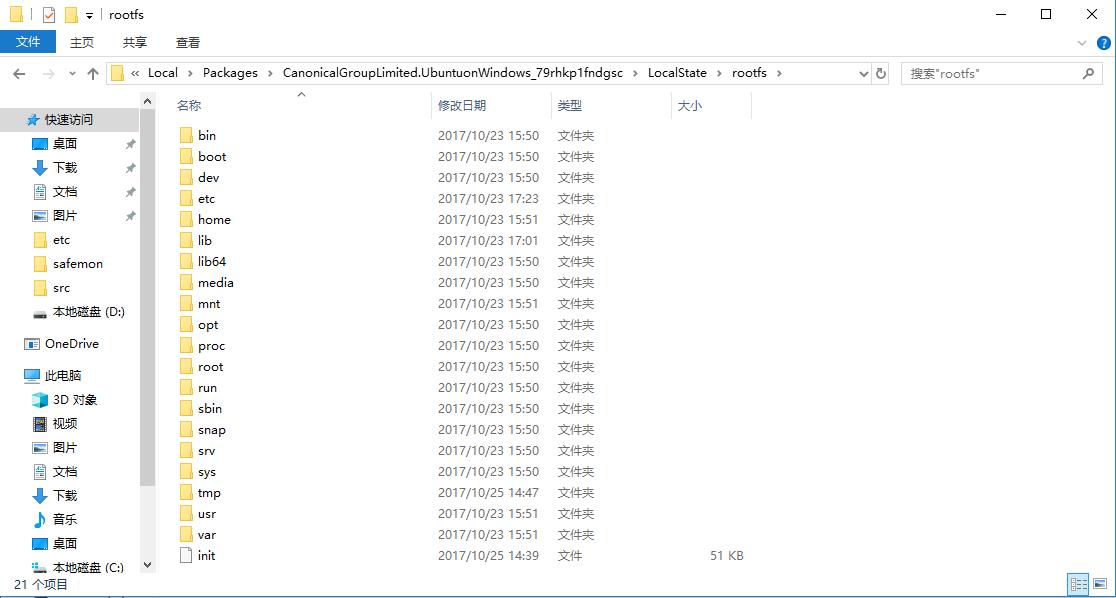 rootfs
文件 主页 共享 查看
« Local › Packages › CanonicalGroupLimited.UbuntuonWindows_79rhkp1fndgsc › LocalState › rootfs › 搜索"rootfs"
名称 修改日期 类型 大小
快速访问
桌面
下载
文档
图片
etc
safemon
src
本地磁盘 (D:)
OneDrive
此电脑
3D 对象
视频
图片
文档
下载
音乐
桌面
本地磁盘 (C:)
bin 2017/10/23 15:50 文件夹
boot 2017/10/23 15:50 文件夹
dev 2017/10/23 15:50 文件夹
etc 2017/10/23 17:23 文件夹
home 2017/10/23 15:51 文件夹
lib 2017/10/23 17:01 文件夹
lib64 2017/10/23 15:50 文件夹
media 2017/10/23 15:50 文件夹
mnt 2017/10/23 15:51 文件夹
opt 2017/10/23 15:50 文件夹
proc 2017/10/23 15:50 文件夹
root 2017/10/23 15:50 文件夹
run 2017/10/23 15:50 文件夹
sbin 2017/10/23 15:50 文件夹
snap 2017/10/23 15:50 文件夹
srv 2017/10/23 15:50 文件夹
sys 2017/10/23 15:50 文件夹
tmp 2017/10/25 14:47 文件夹
usr 2017/10/23 15:51 文件夹
var 2017/10/23 15:51 文件夹
init 2017/10/25 14:39 文件 51 KB
21 个项目